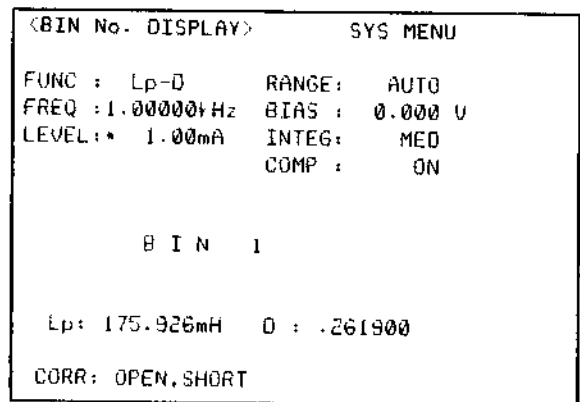 <BIN No. DISPLAY> SYS MENU
FUNC : Lp-D RANGE: AUTO
FREQ :1.00000kHz BIAS : 0.000 V
LEVEL:* 1.00mA INTEG: MED
COMP : ON
BIN 1
Lp: 175.926mH D : .261900
CORR: OPEN,SHORT